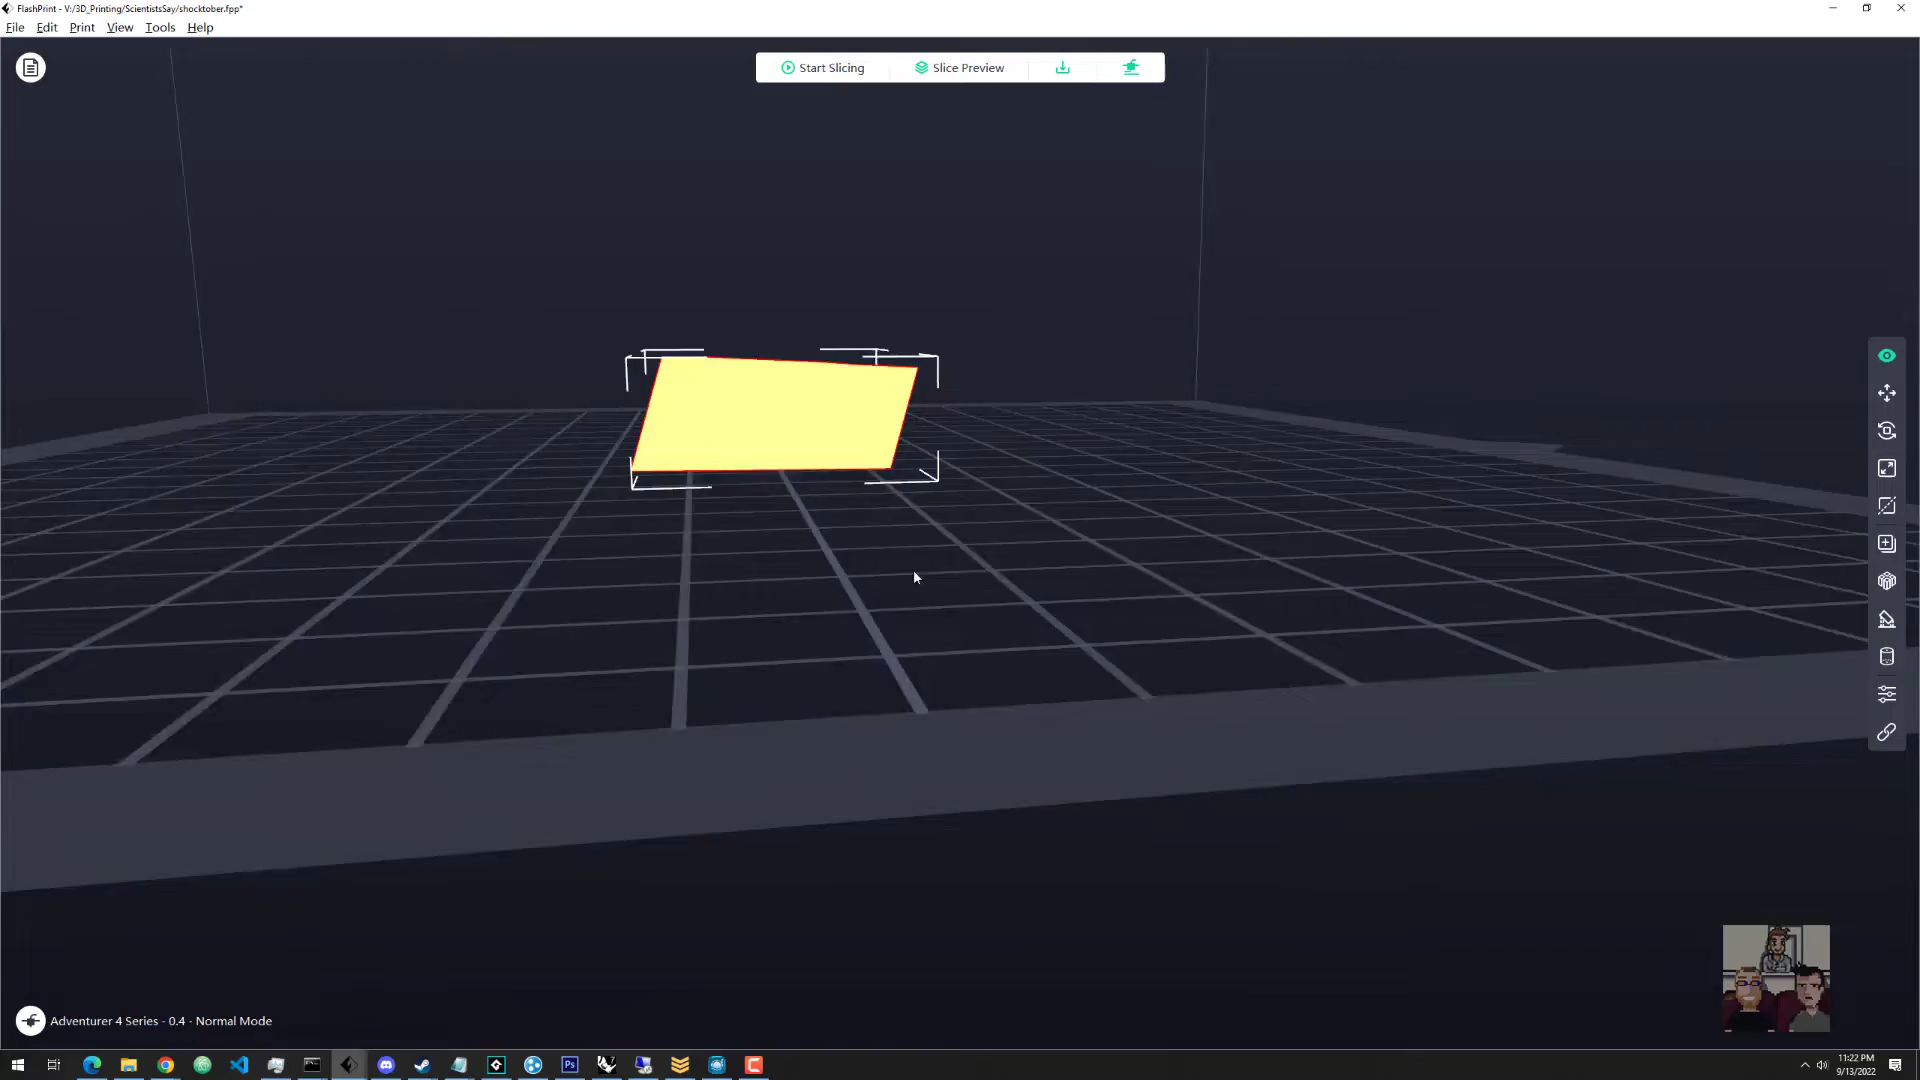 FlashPrint - V:/3D_Printing/ScientistsSay/shocktober.fpp*
File Edit Print View Tools Help
Start Slicing Slice Preview
Adventurer 4 Series - 0.4 - Normal Mode
Ps
11:22 PM
9/13/2022